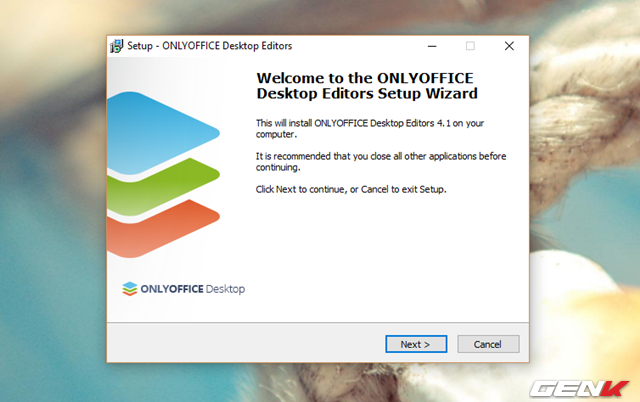 Setup - ONLYOFFICE Desktop Editors
Welcome to the ONLYOFFICE
Desktop Editors Setup Wizard
This will install ONLYOFFICE Desktop Editors 4.1 on your
computer.
It is recommended that you close all other applications before
continuing.
Click Next to continue, or Cancel to exit Setup.
ONLYOFFICE Desktop
Next >
Cancel
GENK